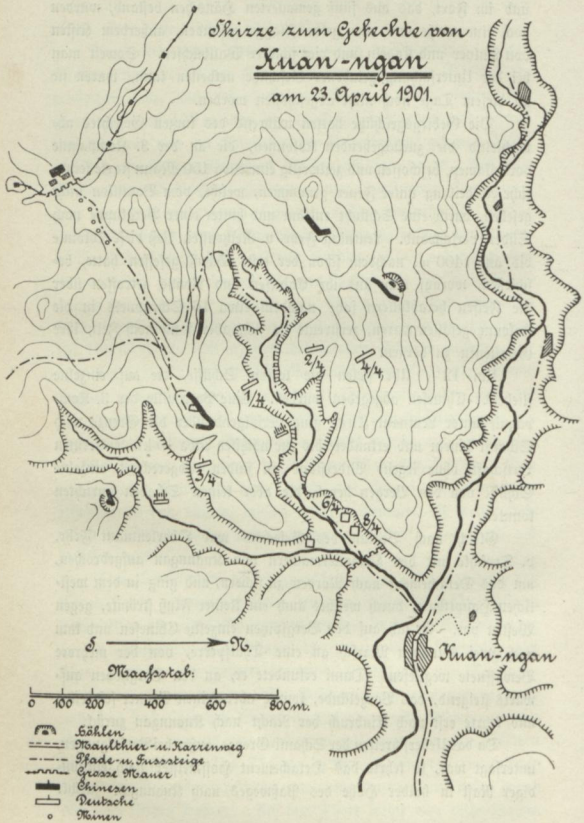 Skizze zum Gefechte von
Kuan-ngan
am 23. April 1901.
2/4
4/4
1/4
3/4
6/4
8/4
S.
N.
Kuan-ngan
Maaſsstab:
0 100 200 400 600 800 m.
Höhlen
Maulthier- u. Karrenweg
Pfade u. Fusssteige
Grosse Mauer
Chinesen
Deutsche
Minen